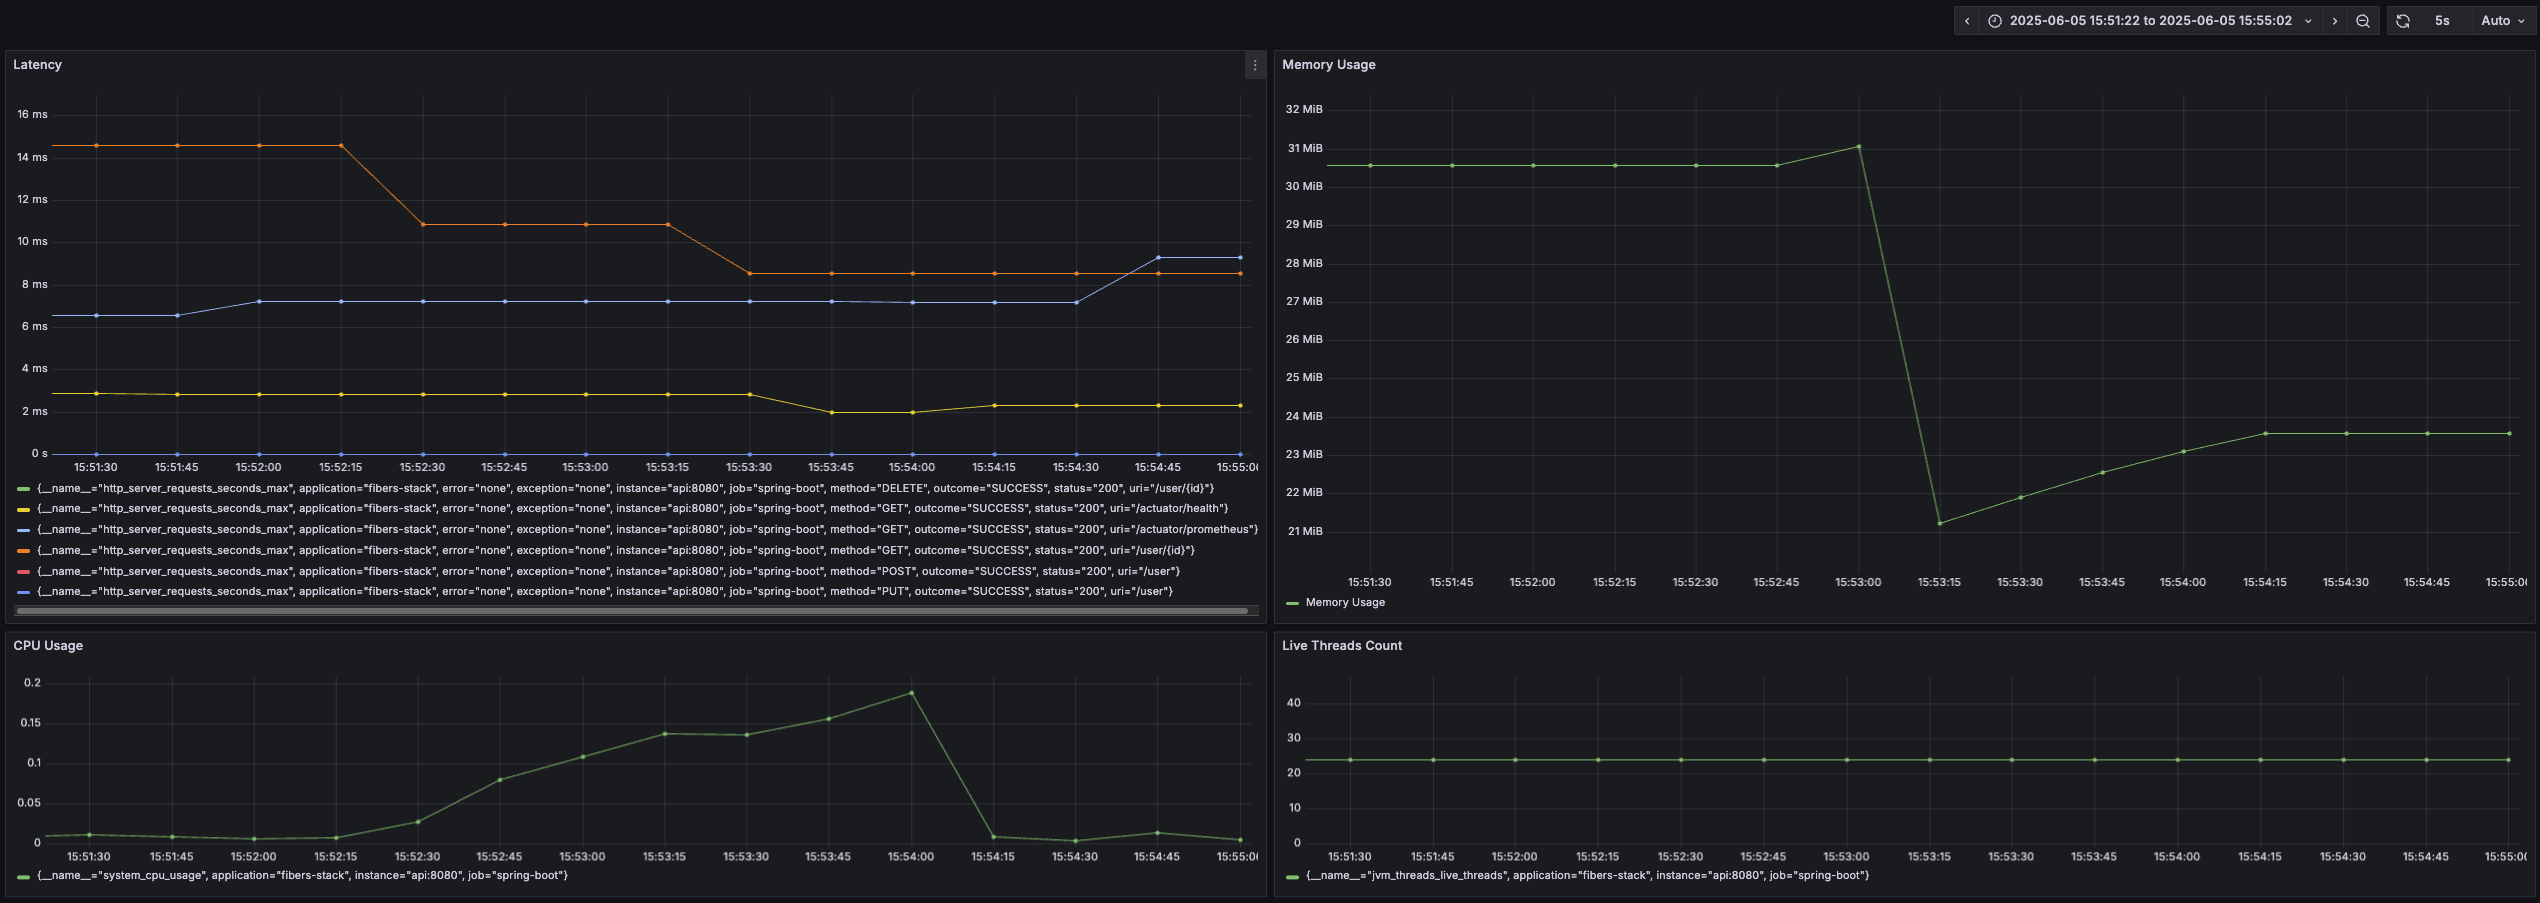 2025-06-05 15:51:22 to 2025-06-05 15:55:02
5s
Auto
Latency
16 ms
14 ms
12 ms
10 ms
8 ms
6 ms
4 ms
2 ms
0 s
15:51:30 15:51:45 15:52:00 15:52:15 15:52:30 15:52:45 15:53:00 15:53:15 15:53:30 15:53:45 15:54:00 15:54:15 15:54:30 15:54:45 15:55:0
{__name__="http_server_requests_seconds_max", application="fibers-stack", error="none", exception="none", instance="api:8080", job="spring-boot", method="DELETE", outcome="SUCCESS", status="200", uri="/user/{id}"}
{__name__="http_server_requests_seconds_max", application="fibers-stack", error="none", exception="none", instance="api:8080", job="spring-boot", method="GET", outcome="SUCCESS", status="200", uri="/actuator/health"}
{__name__="http_server_requests_seconds_max", application="fibers-stack", error="none", exception="none", instance="api:8080", job="spring-boot", method="GET", outcome="SUCCESS", status="200", uri="/actuator/prometheus"}
{__name__="http_server_requests_seconds_max", application="fibers-stack", error="none", exception="none", instance="api:8080", job="spring-boot", method="GET", outcome="SUCCESS", status="200", uri="/user/{id}"}
{__name__="http_server_requests_seconds_max", application="fibers-stack", error="none", exception="none", instance="api:8080", job="spring-boot", method="POST", outcome="SUCCESS", status="200", uri="/user"}
{__name__="http_server_requests_seconds_max", application="fibers-stack", error="none", exception="none", instance="api:8080", job="spring-boot", method="PUT", outcome="SUCCESS", status="200", uri="/user"}
Memory Usage
32 MiB
31 MiB
30 MiB
29 MiB
28 MiB
27 MiB
26 MiB
25 MiB
24 MiB
23 MiB
22 MiB
21 MiB
15:51:30 15:51:45 15:52:00 15:52:15 15:52:30 15:52:45 15:53:00 15:53:15 15:53:30 15:53:45 15:54:00 15:54:15 15:54:30 15:54:45 15:55:0
Memory Usage
CPU Usage
0.2
0.15
0.1
0.05
0
15:51:30 15:51:45 15:52:00 15:52:15 15:52:30 15:52:45 15:53:00 15:53:15 15:53:30 15:53:45 15:54:00 15:54:15 15:54:30 15:54:45 15:55:0
{__name__="system_cpu_usage", application="fibers-stack", instance="api:8080", job="spring-boot"}
Live Threads Count
40
30
20
10
0
15:51:30 15:51:45 15:52:00 15:52:15 15:52:30 15:52:45 15:53:00 15:53:15 15:53:30 15:53:45 15:54:00 15:54:15 15:54:30 15:54:45 15:55:0
{__name__="jvm_threads_live_threads", application="fibers-stack", instance="api:8080", job="spring-boot"}